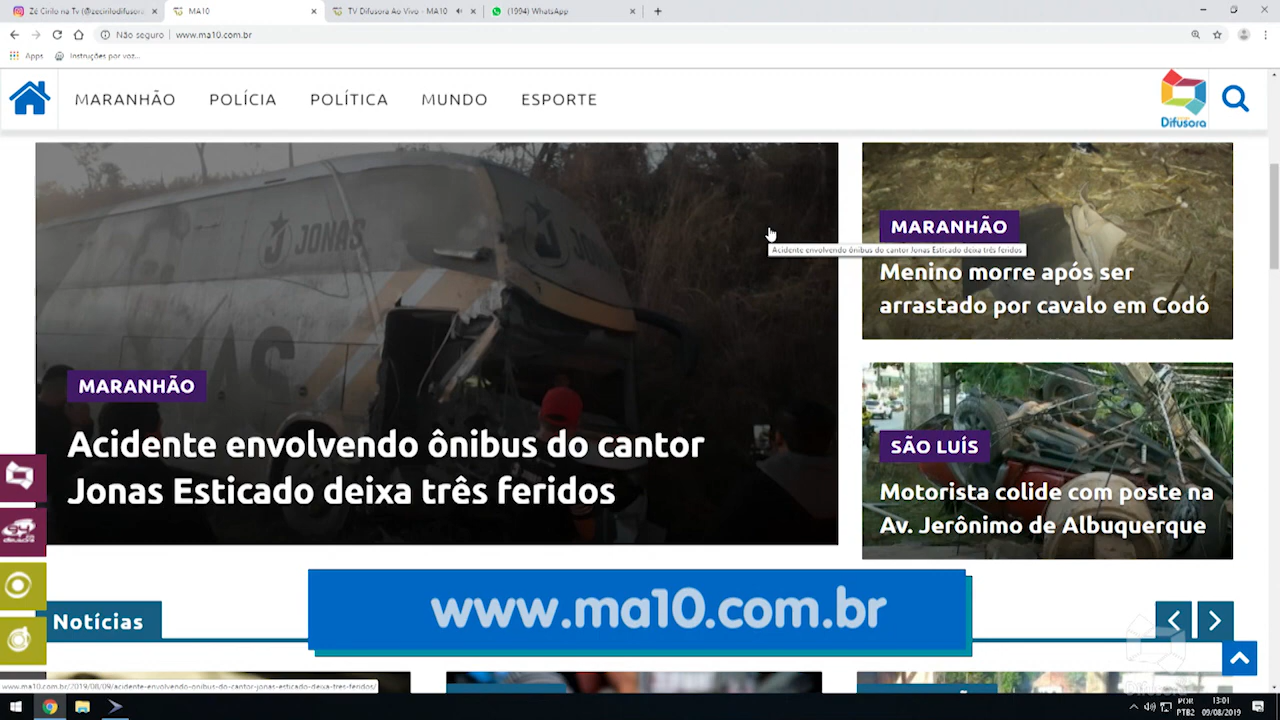 Zé Cirilo na Tv (@zecirilodifusora
MA10
TV Difusora Ao Vivo - MA10
(1994) WhatsApp
Não seguro
www.ma10.com.br
Apps
Instruções por voz...
MARANHÃO
POLÍCIA
POLÍTICA
MUNDO
ESPORTE
Difusora
JONAS
MARANHÃO
Acidente envolvendo ônibus do cantor
Jonas Esticado deixa três feridos
MARANHÃO
Acidente envolvendo ônibus do cantor Jonas Esticado deixa três feridos
Menino morre após ser
arrastado por cavalo em Codó
SÃO LUÍS
Motorista colide com poste na
Av. Jerônimo de Albuquerque
Notícias
www.ma10.com.br
Difusora
www.ma10.com.br/2019/08/09/acidente-envolvendo-onibus-do-cantor-jonas-esticado-deixa-tres-feridos/
POR
PTB2
13:01
09/08/2019